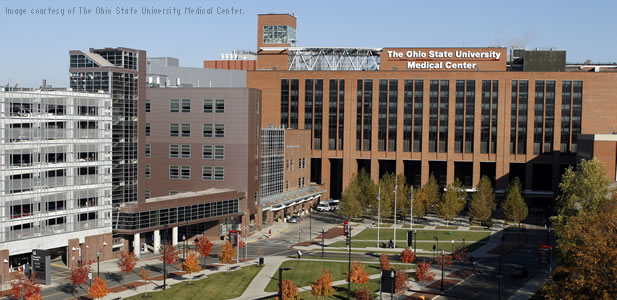 Image courtesy of The Ohio State University Medical Center.
The Ohio State University
Medical Center